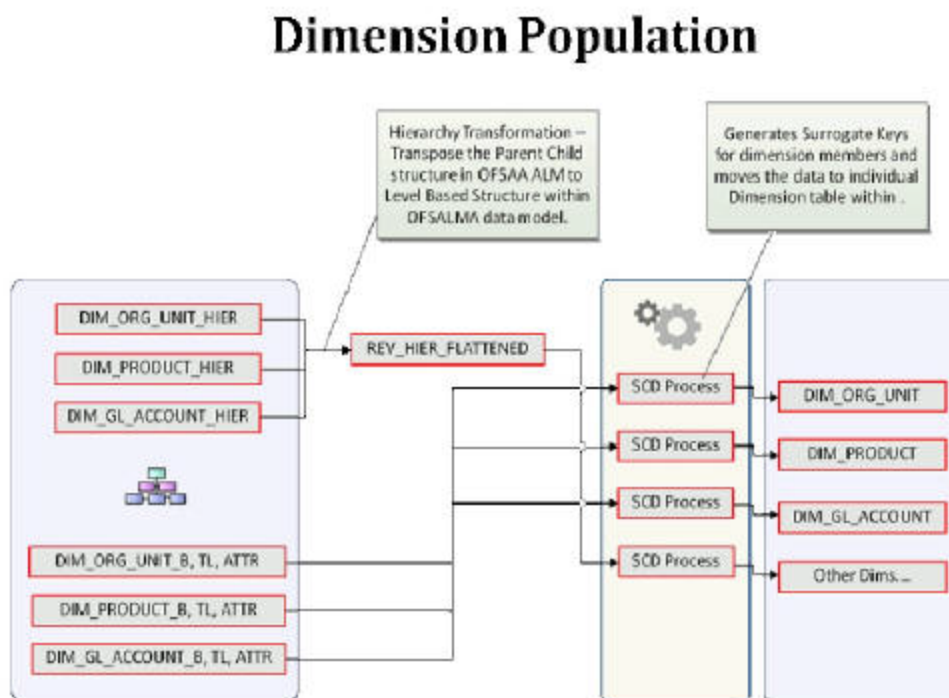 Dimension Population
Hierarchy Transformation –
Transpose the Parent Child
structure in OFSAA ALM to
Level Based Structure within
OFSALMA data model.
Generates Surrogate Keys
for dimension members and
moves the data to individual
Dimension table within .
DIM_ORG_UNIT_HIER
DIM_PRODUCT_HIER
DIM_GL_ACCOUNT_HIER
REV_HIER_FLATTENED
DIM_ORG_UNIT_B, TL, ATTR
DIM_PRODUCT_B, TL, ATTR
DIM_GL_ACCOUNT_B, TL, ATTR
SCD Process
SCD Process
SCD Process
SCD Process
DIM_ORG_UNIT
DIM_PRODUCT
DIM_GL_ACCOUNT
Other Dims....